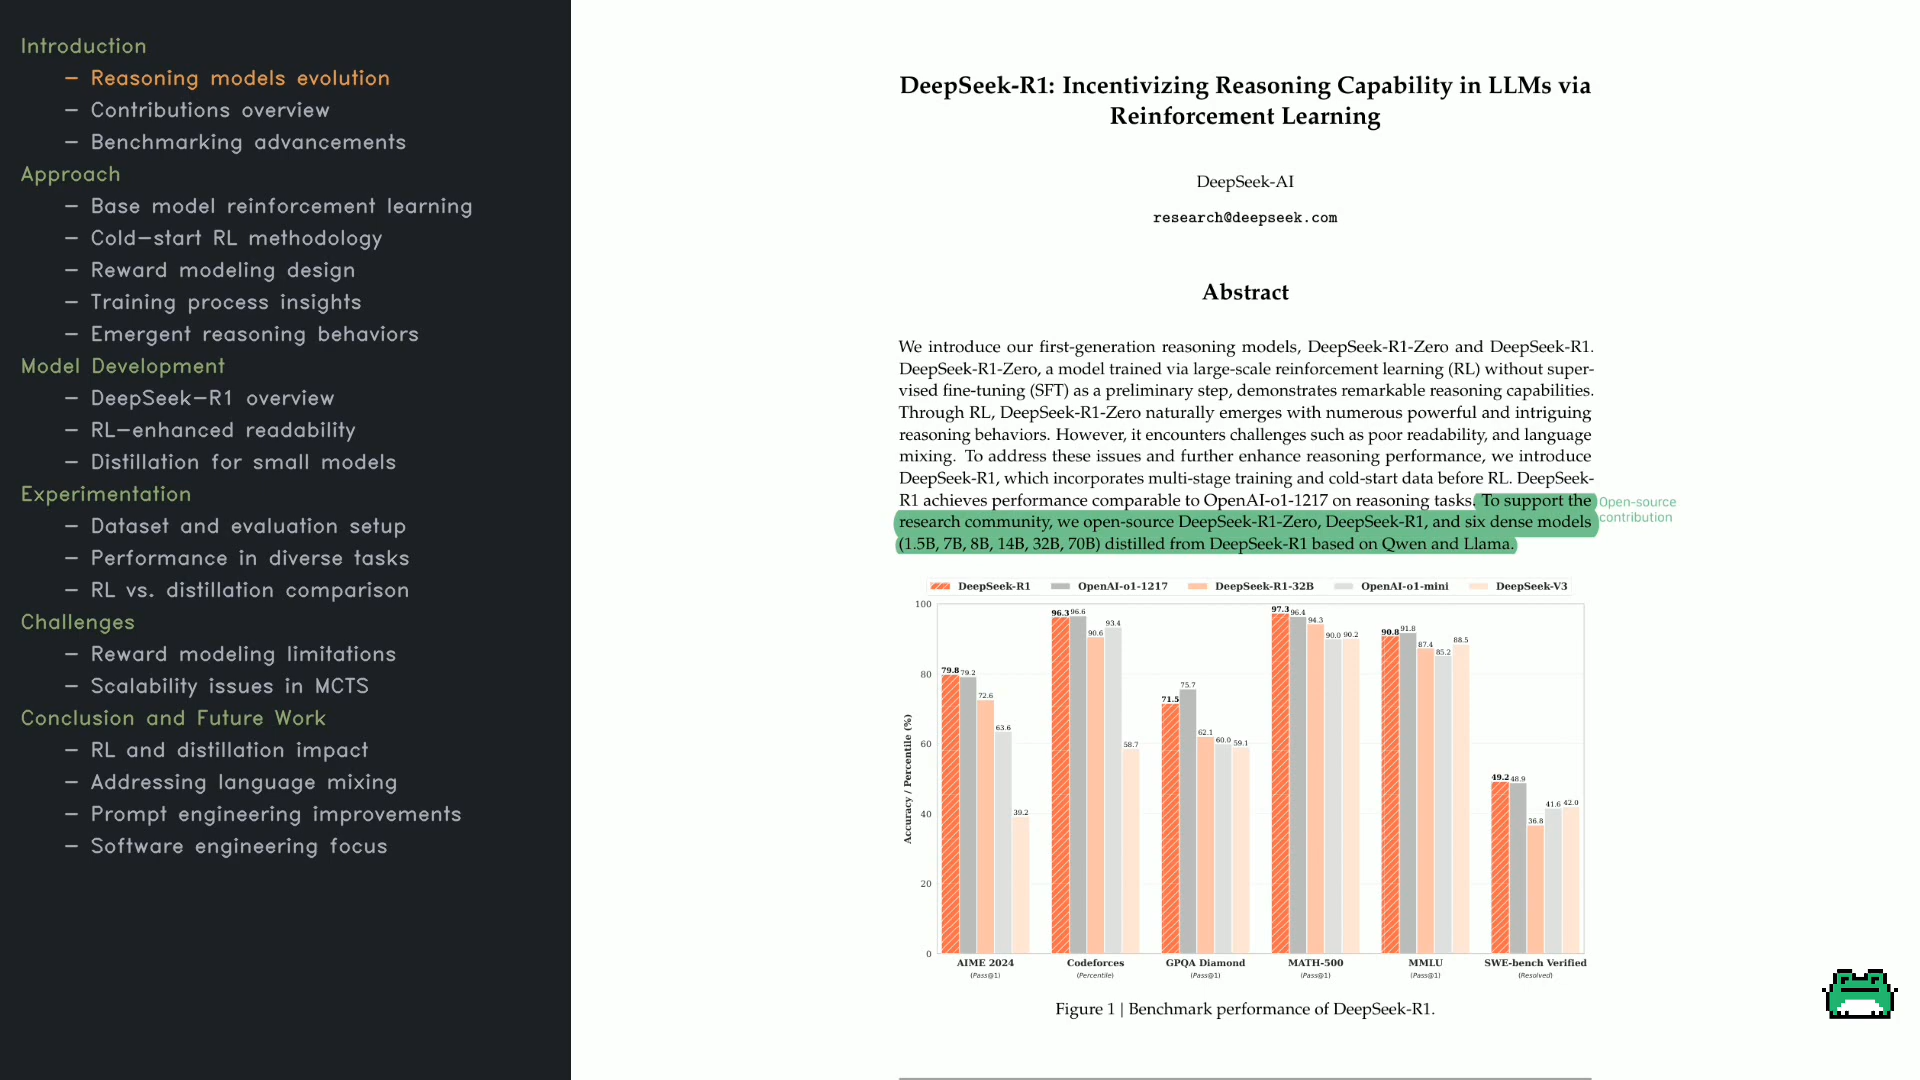 Introduction
– Reasoning models evolution
– Contributions overview
– Benchmarking advancements
Approach
– Base model reinforcement learning
– Cold–start RL methodology
– Reward modeling design
– Training process insights
– Emergent reasoning behaviors
Model Development
– DeepSeek–R1 overview
– RL–enhanced readability
– Distillation for small models
Experimentation
– Dataset and evaluation setup
– Performance in diverse tasks
– RL vs. distillation comparison
Challenges
– Reward modeling limitations
– Scalability issues in MCTS
Conclusion and Future Work
– RL and distillation impact
– Addressing language mixing
– Prompt engineering improvements
– Software engineering focus
DeepSeek-R1: Incentivizing Reasoning Capability in LLMs via
Reinforcement Learning
DeepSeek-AI
research@deepseek.com
Abstract
We introduce our first-generation reasoning models, DeepSeek-R1-Zero and DeepSeek-R1.
DeepSeek-R1-Zero, a model trained via large-scale reinforcement learning (RL) without super-
vised fine-tuning (SFT) as a preliminary step, demonstrates remarkable reasoning capabilities.
Through RL, DeepSeek-R1-Zero naturally emerges with numerous powerful and intriguing
reasoning behaviors. However, it encounters challenges such as poor readability, and language
mixing. To address these issues and further enhance reasoning performance, we introduce
DeepSeek-R1, which incorporates multi-stage training and cold-start data before RL. DeepSeek-
R1 achieves performance comparable to OpenAI-o1-1217 on reasoning tasks. To support the
research community, we open-source DeepSeek-R1-Zero, DeepSeek-R1, and six dense models
(1.5B, 7B, 8B, 14B, 32B, 70B) distilled from DeepSeek-R1 based on Qwen and Llama.
Open-source
contribution
DeepSeek-R1 OpenAI-o1-1217 DeepSeek-R1-32B OpenAI-o1-mini DeepSeek-V3
Accuracy / Percentile (%)
100
80
60
40
20
0
79.8 79.2 72.6 63.6 39.2
96.3 96.6 90.6 93.4 58.7
71.5 75.7 62.1 60.0 59.1
97.3 96.4 94.3 90.0 90.2
90.8 91.8 87.4 85.2 88.5
49.2 48.9 36.8 41.6 42.0
AIME 2024 Codeforces GPQA Diamond MATH-500 MMLU SWE-bench Verified
(Pass@1) (Percentile) (Pass@1) (Pass@1) (Pass@1) (Resolved)
Figure 1 | Benchmark performance of DeepSeek-R1.